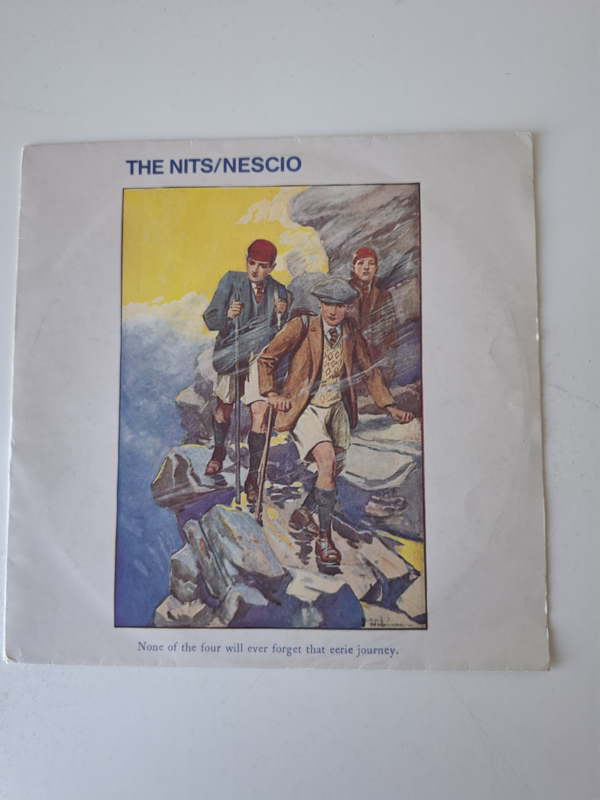 THE NITS/NESCIO
None of the four will ever forget that eerie journey.